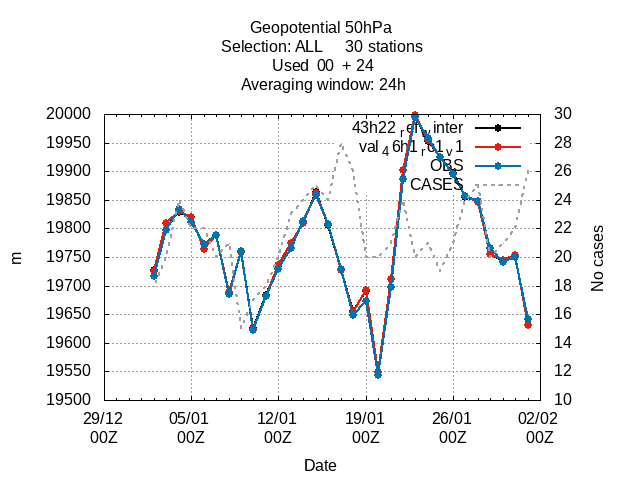 Geopotential 50hPa
Selection: ALL     30 stations
Used  00  + 24
Averaging window: 24h
43h22_ref_winter
val_46h1_rc1_v1
OBS
CASES
20000
19950
19900
19850
19800
19750
19700
19650
19600
19550
19500
m
30
28
26
24
22
20
18
16
14
12
10
No cases
29/12 00Z
05/01 00Z
12/01 00Z
19/01 00Z
26/01 00Z
02/02 00Z
Date